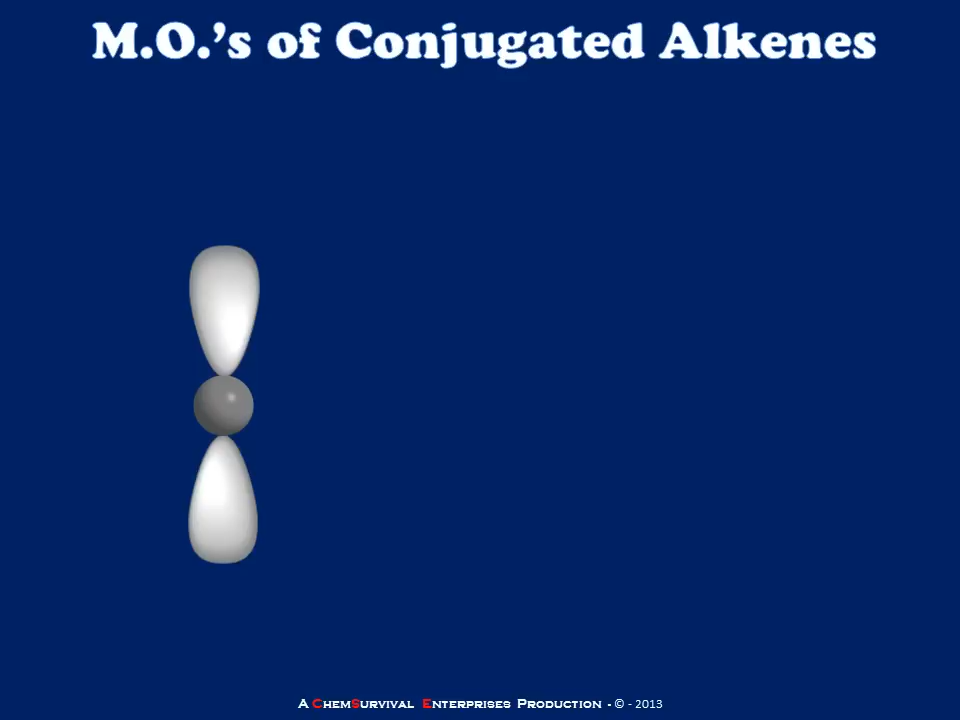 M.O.'s of Conjugated Alkenes
A ChemSurvival Enterprises Production - © - 2013